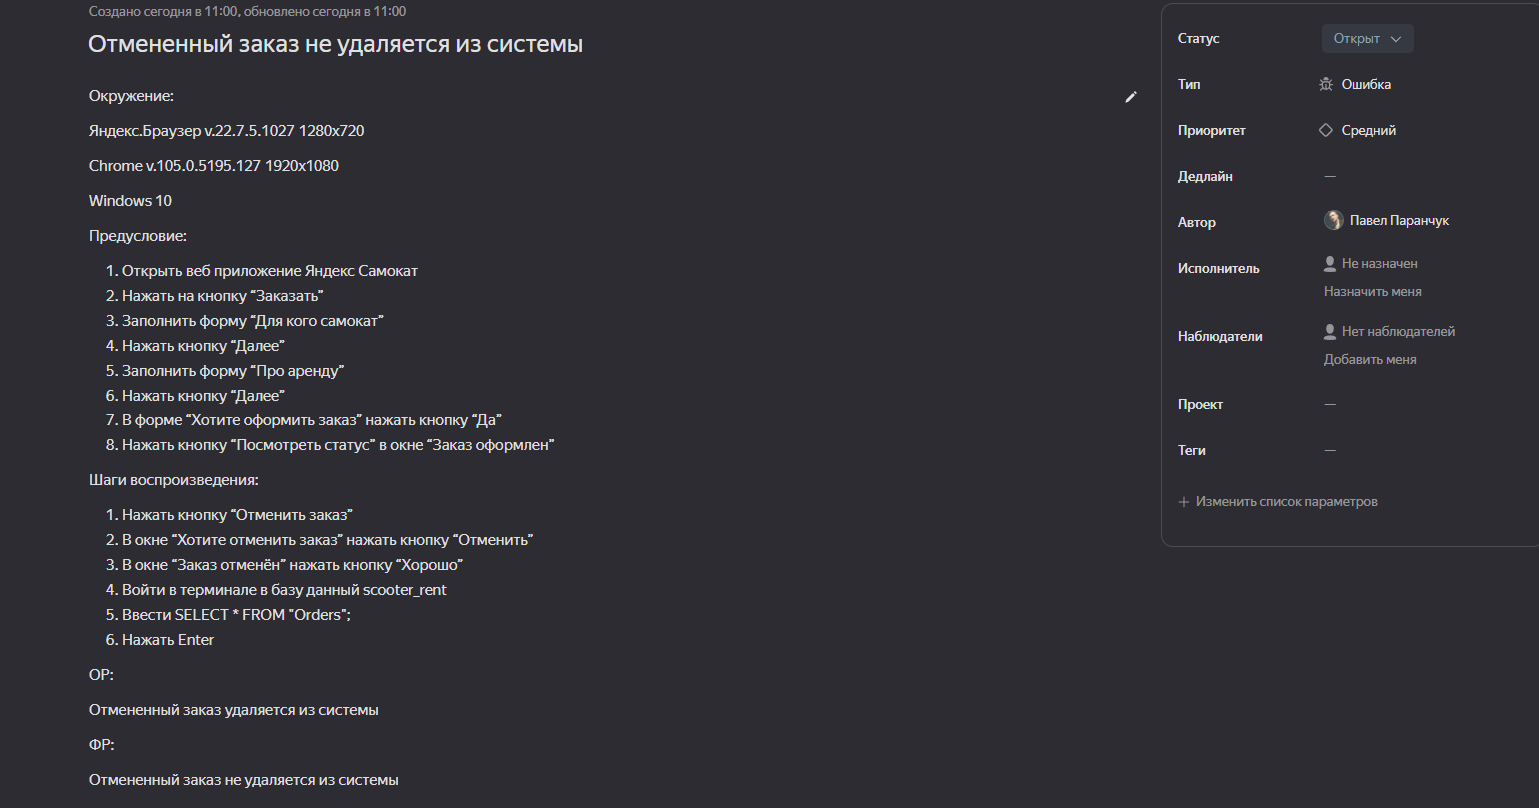 Создано сегодня в 11:00, обновлено сегодня в 11:00
Отмененный заказ не удаляется из системы
Окружение:
Яндекс.Браузер v.22.7.5.1027 1280x720
Chrome v.105.0.5195.127 1920x1080
Windows 10
Предусловие:
1. Открыть веб приложение Яндекс Самокат
2. Нажать на кнопку “Заказать”
3. Заполнить форму “Для кого самокат”
4. Нажать кнопку “Далее”
5. Заполнить форму “Про аренду”
6. Нажать кнопку “Далее”
7. В форме “Хотите оформить заказ” нажать кнопку “Да”
8. Нажать кнопку “Посмотреть статус” в окне “Заказ оформлен”
Шаги воспроизведения:
1. Нажать кнопку “Отменить заказ”
2. В окне “Хотите отменить заказ” нажать кнопку “Отменить”
3. В окне “Заказ отменён” нажать кнопку “Хорошо”
4. Войти в терминале в базу данный scooter_rent
5. Ввести SELECT * FROM "Orders";
6. Нажать Enter
ОР:
Отмененный заказ удаляется из системы
ФР:
Отмененный заказ не удаляется из системы
Статус Открыт
Тип Ошибка
Приоритет Средний
Дедлайн —
Автор Павел Паранчук
Исполнитель Не назначен
Назначить меня
Наблюдатели Нет наблюдателей
Добавить меня
Проект —
Теги —
+ Изменить список параметров